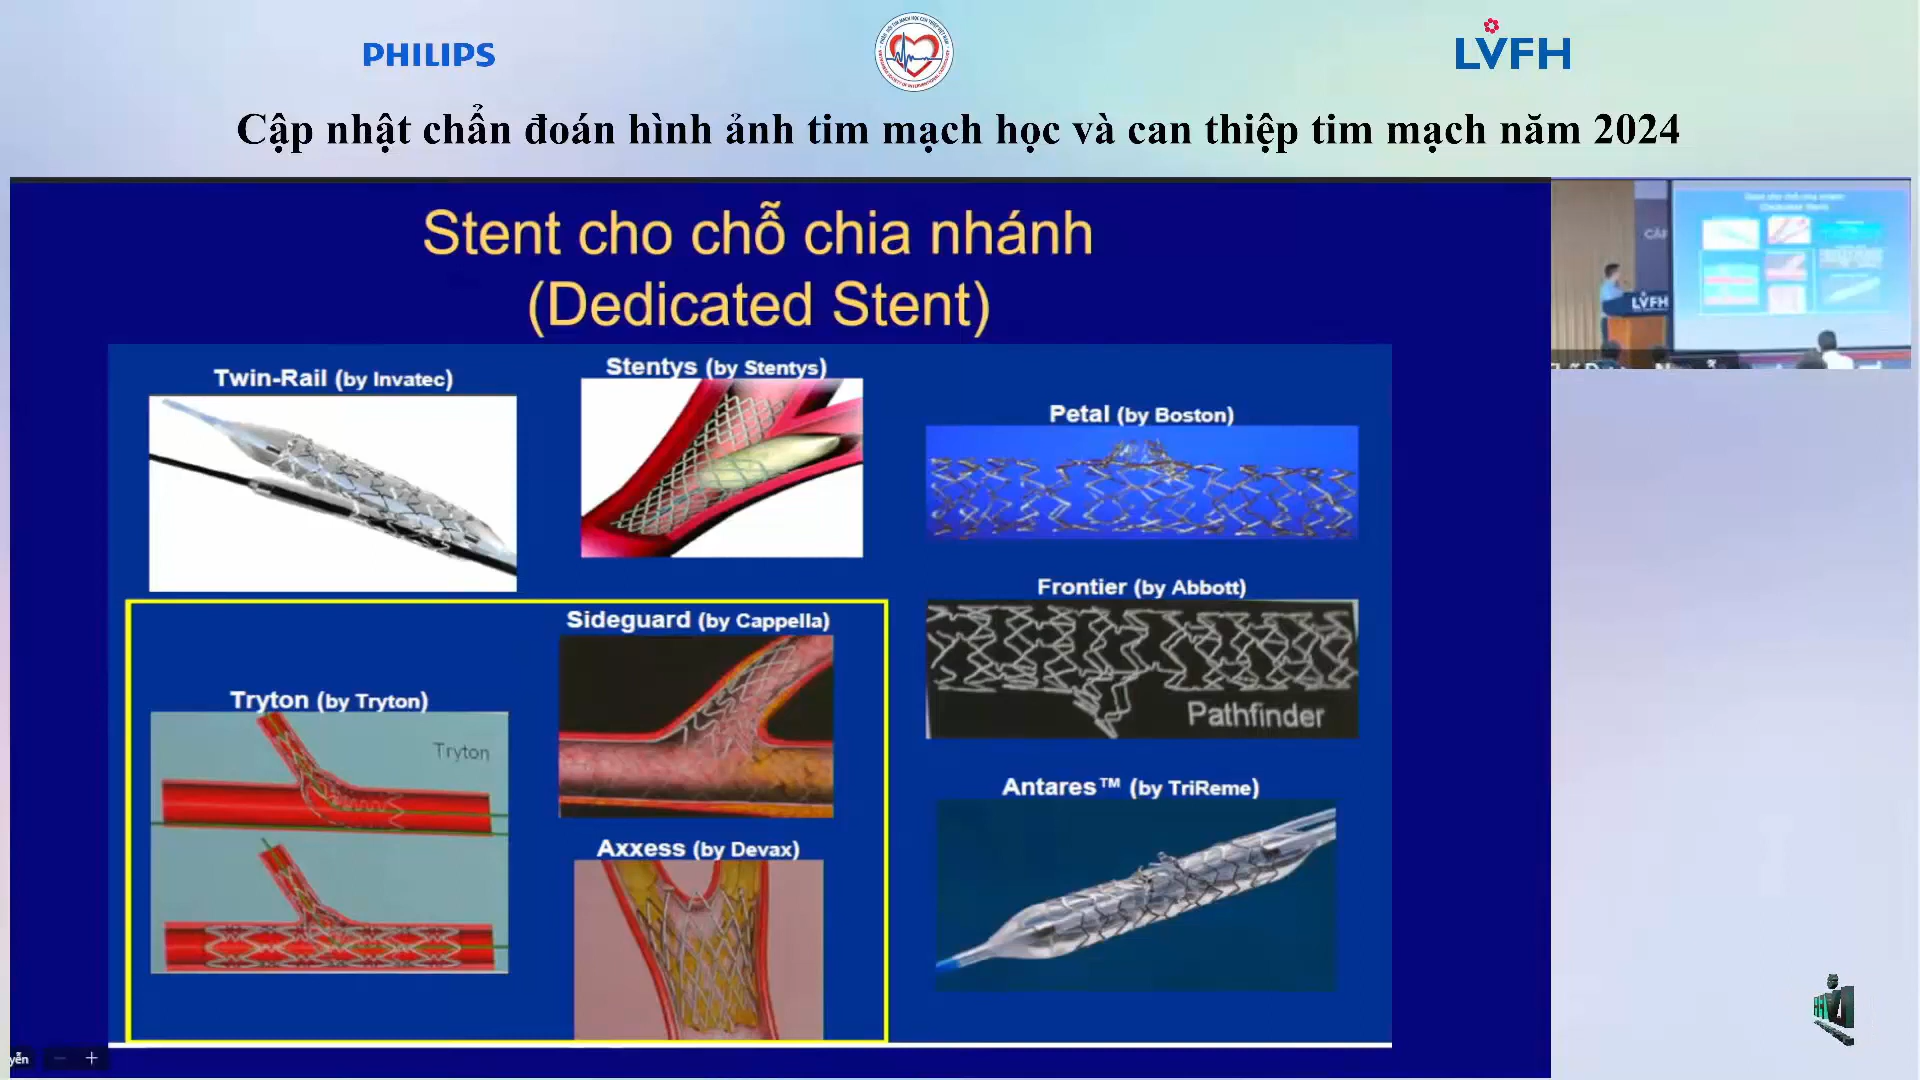 PHILIPS
LVFH
Cập nhật chẩn đoán hình ảnh tim mạch học và can thiệp tim mạch năm 2024
Stent cho chỗ chia nhánh
(Dedicated Stent)
Twin-Rail (by Invatec)
Stentys (by Stentys)
Petal (by Boston)
Frontier (by Abbott)
Pathfinder
Sideguard (by Cappella)
Tryton (by Tryton)
Tryton
Axxess (by Devax)
Antares™ (by TriReme)
LVFH